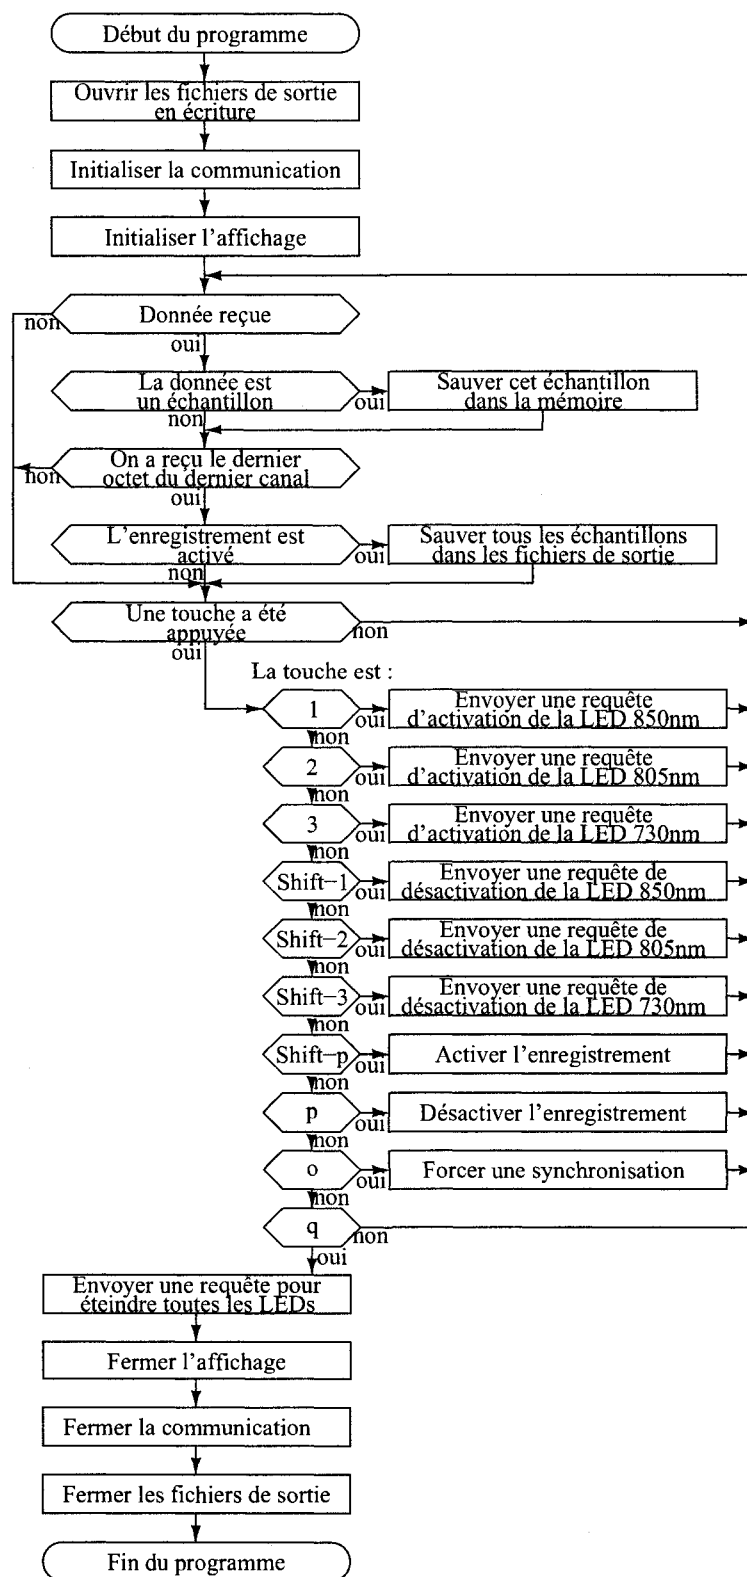 Début du programme
Ouvrir les fichiers de sortie
en écriture
Initialiser la communication
Initialiser l'affichage
Donnée reçue
non
oui
La donnée est
un échantillon
oui
Sauver cet échantillon
dans la mémoire
non
On a reçu le dernier
octet du dernier canal
non
oui
L'enregistrement est
activé
oui
Sauver tous les échantillons
dans les fichiers de sortie
non
Une touche a été
appuyée
non
oui
La touche est :
1
oui
Envoyer une requête
d'activation de la LED 850nm
non
2
oui
Envoyer une requête
d'activation de la LED 805nm
non
3
oui
Envoyer une requête
d'activation de la LED 730nm
non
Shift-1
oui
Envoyer une requête de
désactivation de la LED 850nm
non
Shift-2
oui
Envoyer une requête de
désactivation de la LED 805nm
non
Shift-3
oui
Envoyer une requête de
désactivation de la LED 730nm
non
Shift-p
oui
Activer l'enregistrement
non
p
oui
Désactiver l'enregistrement
non
o
oui
Forcer une synchronisation
non
q
non
oui
Envoyer une requête pour
éteindre toutes les LEDs
Fermer l'affichage
Fermer la communication
Fermer les fichiers de sortie
Fin du programme